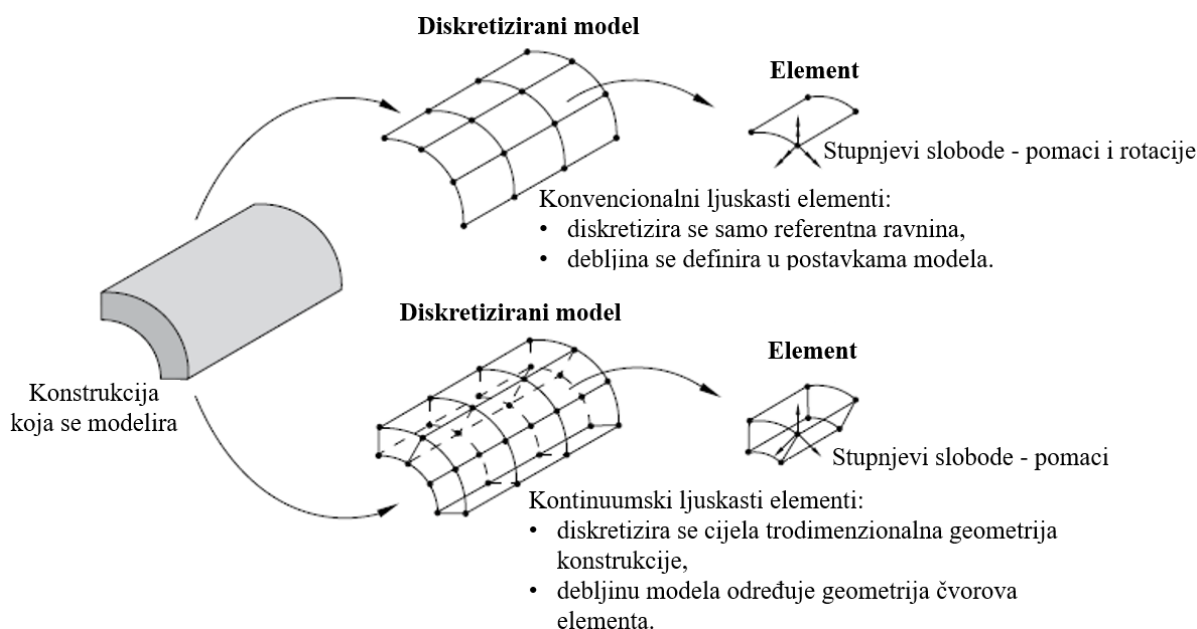 Diskretizirani model
Element
Stupnjevi slobode - pomaci i rotacije
Konvencionalni ljuskasti elementi:
• diskretizira se samo referentna ravnina,
• debljina se definira u postavkama modela.
Konstrukcija
koja se modelira
Diskretizirani model
Element
Stupnjevi slobode - pomaci
Kontinuumski ljuskasti elementi:
• diskretizira se cijela trodimenzionalna geometrija
konstrukcije,
• debljinu modela određuje geometrija čvorova
elementa.